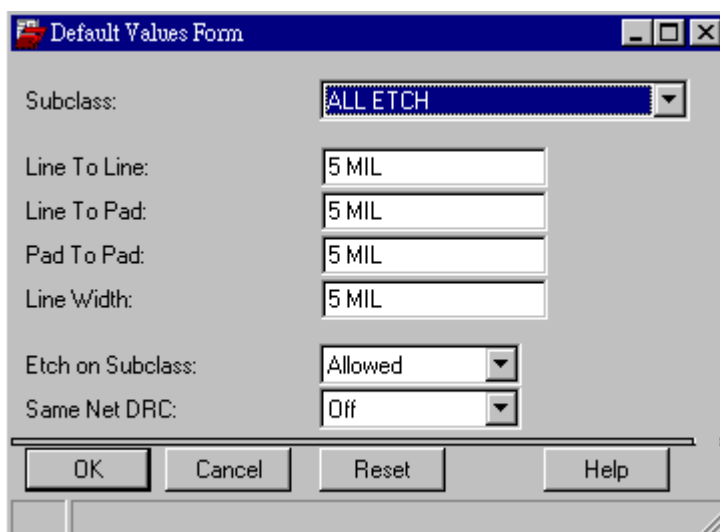 Default Values Form
Subclass: ALL ETCH
Line To Line: 5 MIL
Line To Pad: 5 MIL
Pad To Pad: 5 MIL
Line Width: 5 MIL
Etch on Subclass: Allowed
Same Net DRC: Off
OK Cancel Reset Help